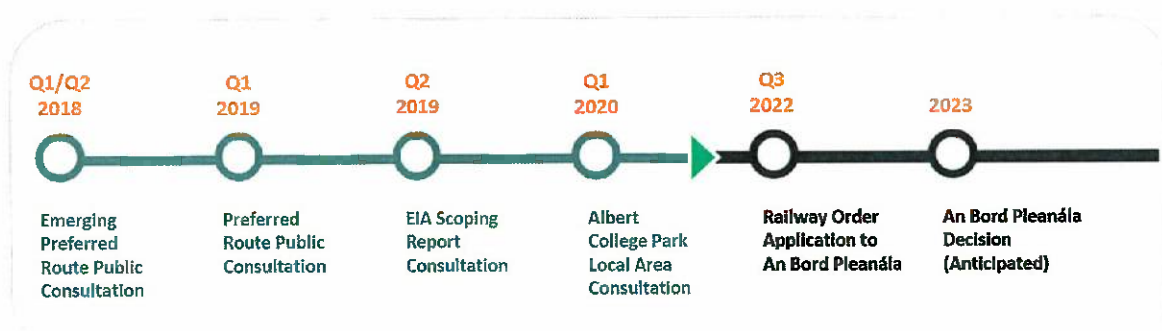 Q1/Q2
2018
Q1
2019
Q2
2019
Q1
2020
Q3
2022
2023
Emerging
Preferred
Route Public
Consultation
Preferred
Route Public
Consultation
EIA Scoping
Report
Consultation
Albert
College Park
Local Area
Consultation
Railway Order
Application to
An Bord Pleanála
An Bord Pleanála
Decision
(Anticipated)